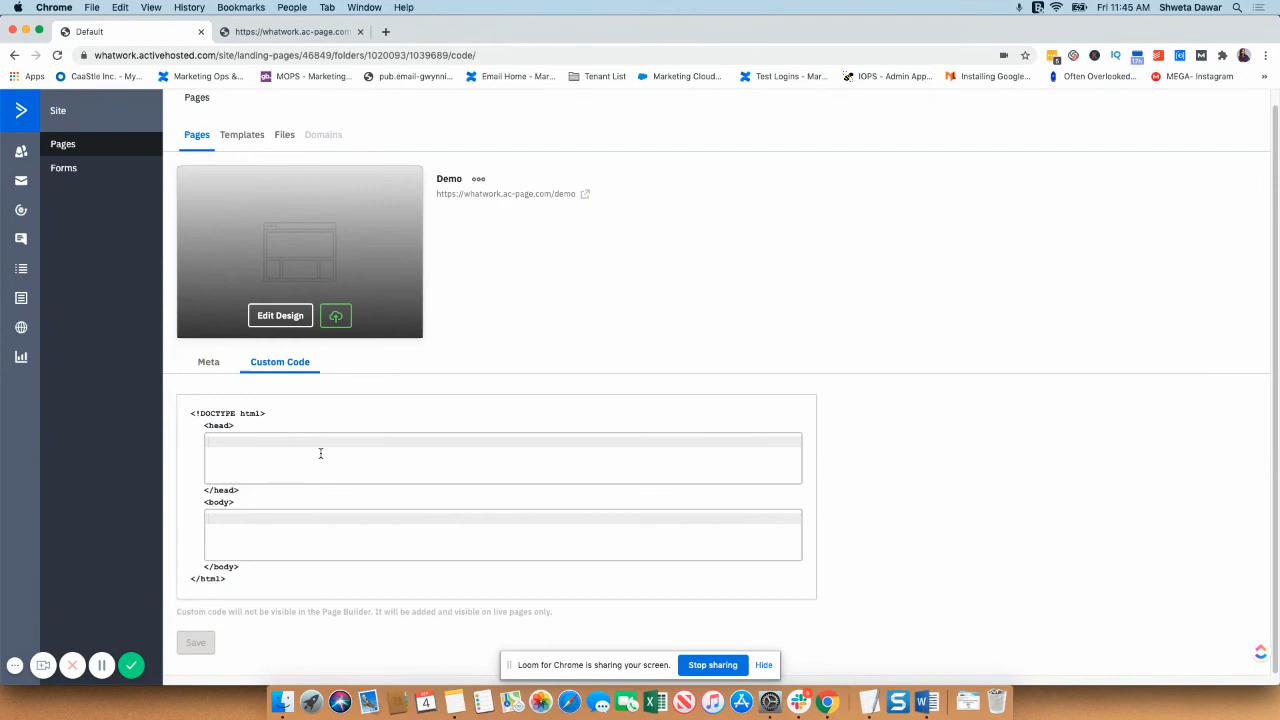 Chrome File Edit View History Bookmarks People Tab Window Help
Fri 11:45 AM Shweta Dawar
Default
https://whatwork.ac-page.com
whatwork.activehosted.com/site/landing-pages/46849/folders/1020093/1039689/code/
Apps
CaaStle Inc. - My...
Marketing Ops &...
MOPS - Marketing...
pub.email-gwynni...
Email Home - Mar...
Tenant List
Marketing Cloud...
Test Logins - Mar...
IOPS - Admin App...
Installing Google...
Often Overlooked...
MEGA- Instagram
»
Site
Pages
Forms
Pages
Pages Templates Files Domains
Demo
https://whatwork.ac-page.com/demo
Edit Design
Meta Custom Code
<!DOCTYPE html>
<head>
</head>
<body>
</body>
</html>
Custom code will not be visible in the Page Builder. It will be added and visible on live pages only.
Save
Loom for Chrome is sharing your screen. Stop sharing Hide